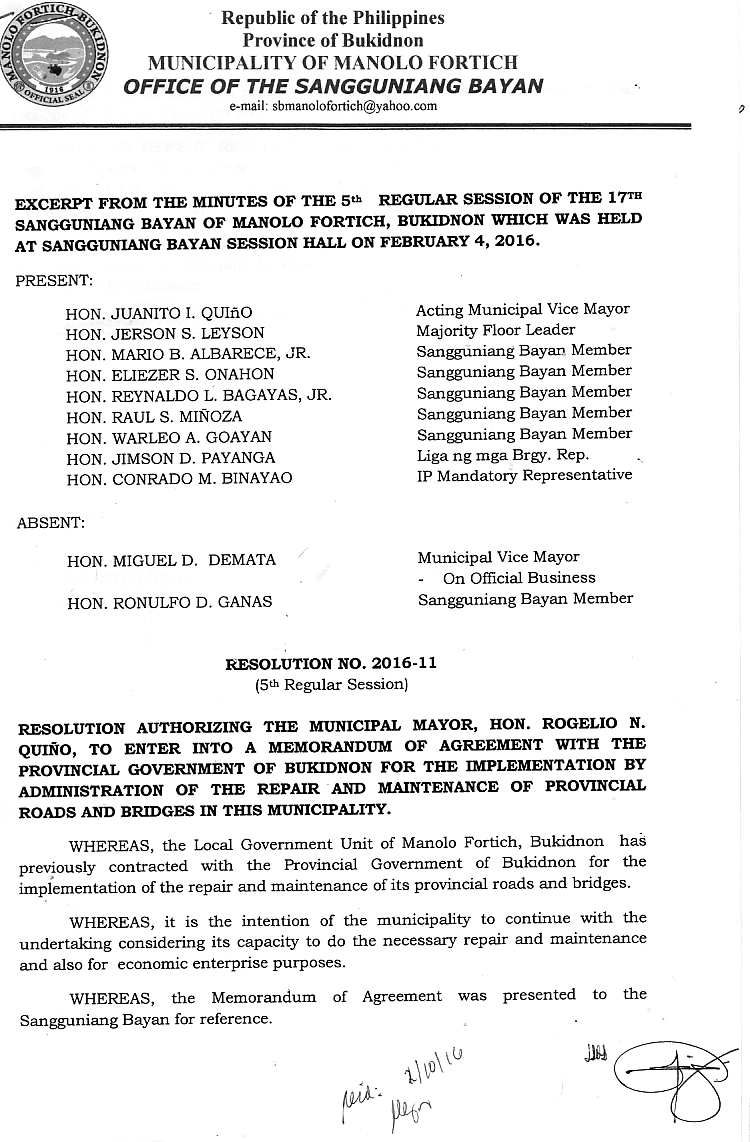 MANOLO FORTICH-BUKIDNON
1916
OFFICIAL SEAL
Republic of the Philippines
Province of Bukidnon
MUNICIPALITY OF MANOLO FORTICH
OFFICE OF THE SANGGUNIANG BAYAN
e-mail: sbmanolofortich@yahoo.com
EXCERPT FROM THE MINUTES OF THE 5th REGULAR SESSION OF THE 17TH
SANGGUNIANG BAYAN OF MANOLO FORTICH, BUKIDNON WHICH WAS HELD
AT SANGGUNIANG BAYAN SESSION HALL ON FEBRUARY 4, 2016.
PRESENT:
HON. JUANITO I. QUIñO Acting Municipal Vice Mayor
HON. JERSON S. LEYSON Majority Floor Leader
HON. MARIO B. ALBARECE, JR. Sangguniang Bayan Member
HON. ELIEZER S. ONAHON Sangguniang Bayan Member
HON. REYNALDO L. BAGAYAS, JR. Sangguniang Bayan Member
HON. RAUL S. MIÑOZA Sangguniang Bayan Member
HON. WARLEO A. GOAYAN Sangguniang Bayan Member
HON. JIMSON D. PAYANGA Liga ng mga Brgy. Rep.
HON. CONRADO M. BINAYAO IP Mandatory Representative
ABSENT:
HON. MIGUEL D. DEMATA Municipal Vice Mayor
- On Official Business
HON. RONULFO D. GANAS Sangguniang Bayan Member
RESOLUTION NO. 2016-11
(5th Regular Session)
RESOLUTION AUTHORIZING THE MUNICIPAL MAYOR, HON. ROGELIO N.
QUIÑO, TO ENTER INTO A MEMORANDUM OF AGREEMENT WITH THE
PROVINCIAL GOVERNMENT OF BUKIDNON FOR THE IMPLEMENTATION BY
ADMINISTRATION OF THE REPAIR AND MAINTENANCE OF PROVINCIAL
ROADS AND BRIDGES IN THIS MUNICIPALITY.
WHEREAS, the Local Government Unit of Manolo Fortich, Bukidnon has
previously contracted with the Provincial Government of Bukidnon for the
implementation of the repair and maintenance of its provincial roads and bridges.
WHEREAS, it is the intention of the municipality to continue with the
undertaking considering its capacity to do the necessary repair and maintenance
and also for economic enterprise purposes.
WHEREAS, the Memorandum of Agreement was presented to the
Sangguniang Bayan for reference.
2/10/16